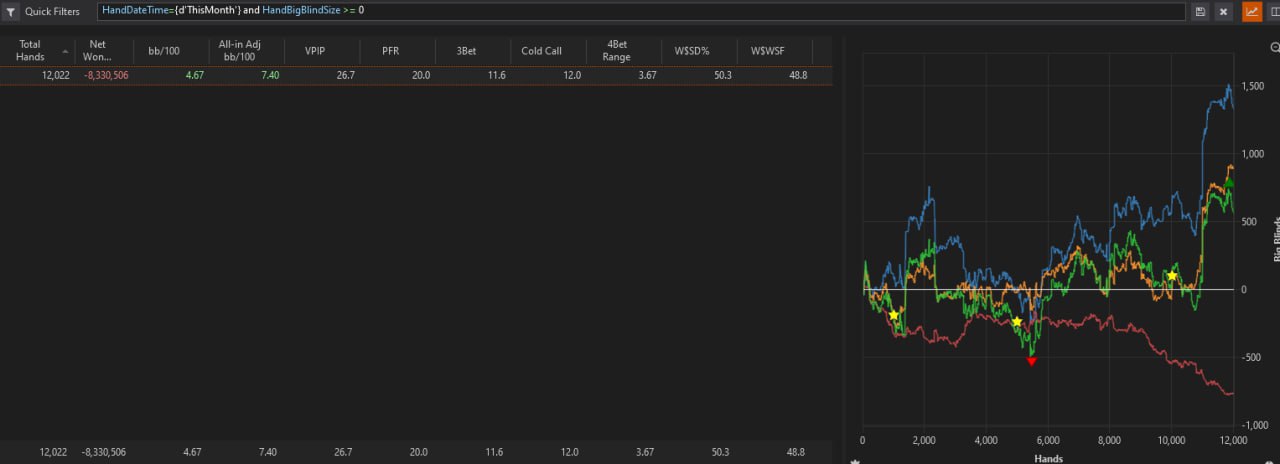 Quick Filters
HandDateTime={d'ThisMonth'} and HandBigBlindSize >= 0
Total Hands
Net Won...
bb/100
All-in Adj bb/100
VPIP
PFR
3Bet
Cold Call
4Bet Range
W$SD%
W$WSF
12,022 -8,330,506 4.67 7.40 26.7 20.0 11.6 12.0 3.67 50.3 48.8
12,022 -8,330,506 4.67 7.40 26.7 20.0 11.6 12.0 3.67 50.3 48.8
1,500
1,000
500
0
-500
-1,000
Big Blinds
0 2,000 4,000 6,000 8,000 10,000 12,000
Hands